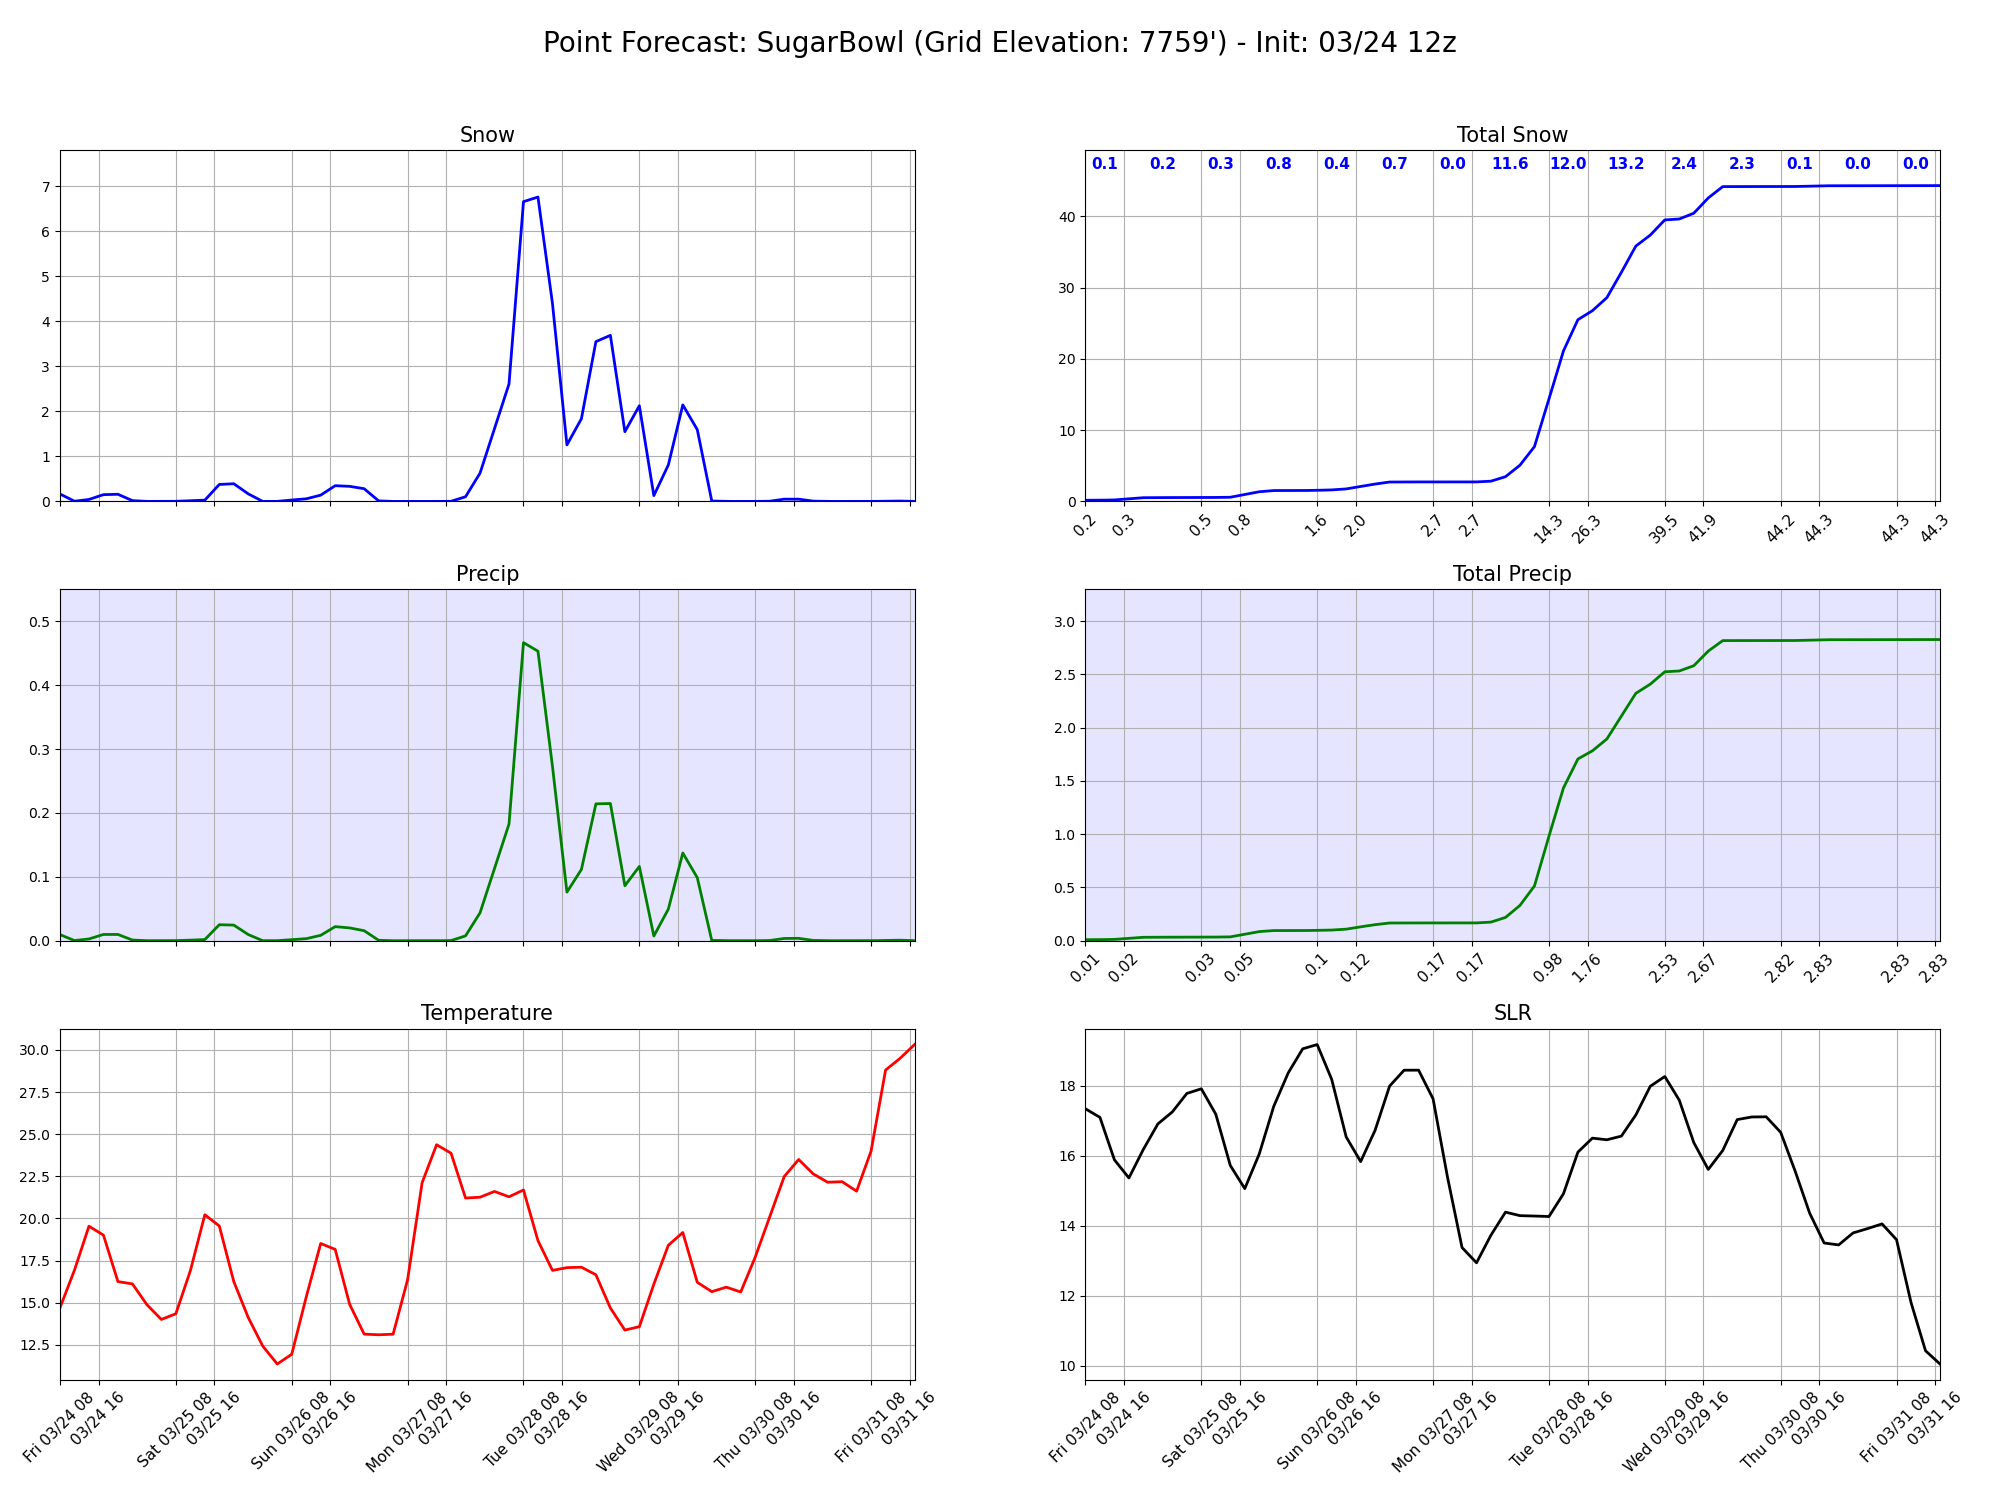 Point Forecast: SugarBowl (Grid Elevation: 7759') - Init: 03/24 12z
Snow
7
6
5
4
3
2
1
0
Total Snow
0.1 0.2 0.3 0.8 0.4 0.7 0.0 11.6 12.0 13.2 2.4 2.3 0.1 0.0 0.0
40
30
20
10
0
0.2 0.3 0.5 0.8 1.6 2.0 2.7 2.7 14.3 26.3 39.5 41.9 44.2 44.3 44.3 44.3
Precip
0.5
0.4
0.3
0.2
0.1
0.0
Total Precip
3.0
2.5
2.0
1.5
1.0
0.5
0.0
0.01 0.02 0.03 0.05 0.1 0.12 0.17 0.17 0.98 1.76 2.53 2.67 2.82 2.83 2.83 2.83
Temperature
30.0
27.5
25.0
22.5
20.0
17.5
15.0
12.5
Fri 03/24 08
03/24 16
Sat 03/25 08
03/25 16
Sun 03/26 08
03/26 16
Mon 03/27 08
03/27 16
Tue 03/28 08
03/28 16
Wed 03/29 08
03/29 16
Thu 03/30 08
03/30 16
Fri 03/31 08
03/31 16
SLR
18
16
14
12
10
Fri 03/24 08
03/24 16
Sat 03/25 08
03/25 16
Sun 03/26 08
03/26 16
Mon 03/27 08
03/27 16
Tue 03/28 08
03/28 16
Wed 03/29 08
03/29 16
Thu 03/30 08
03/30 16
Fri 03/31 08
03/31 16